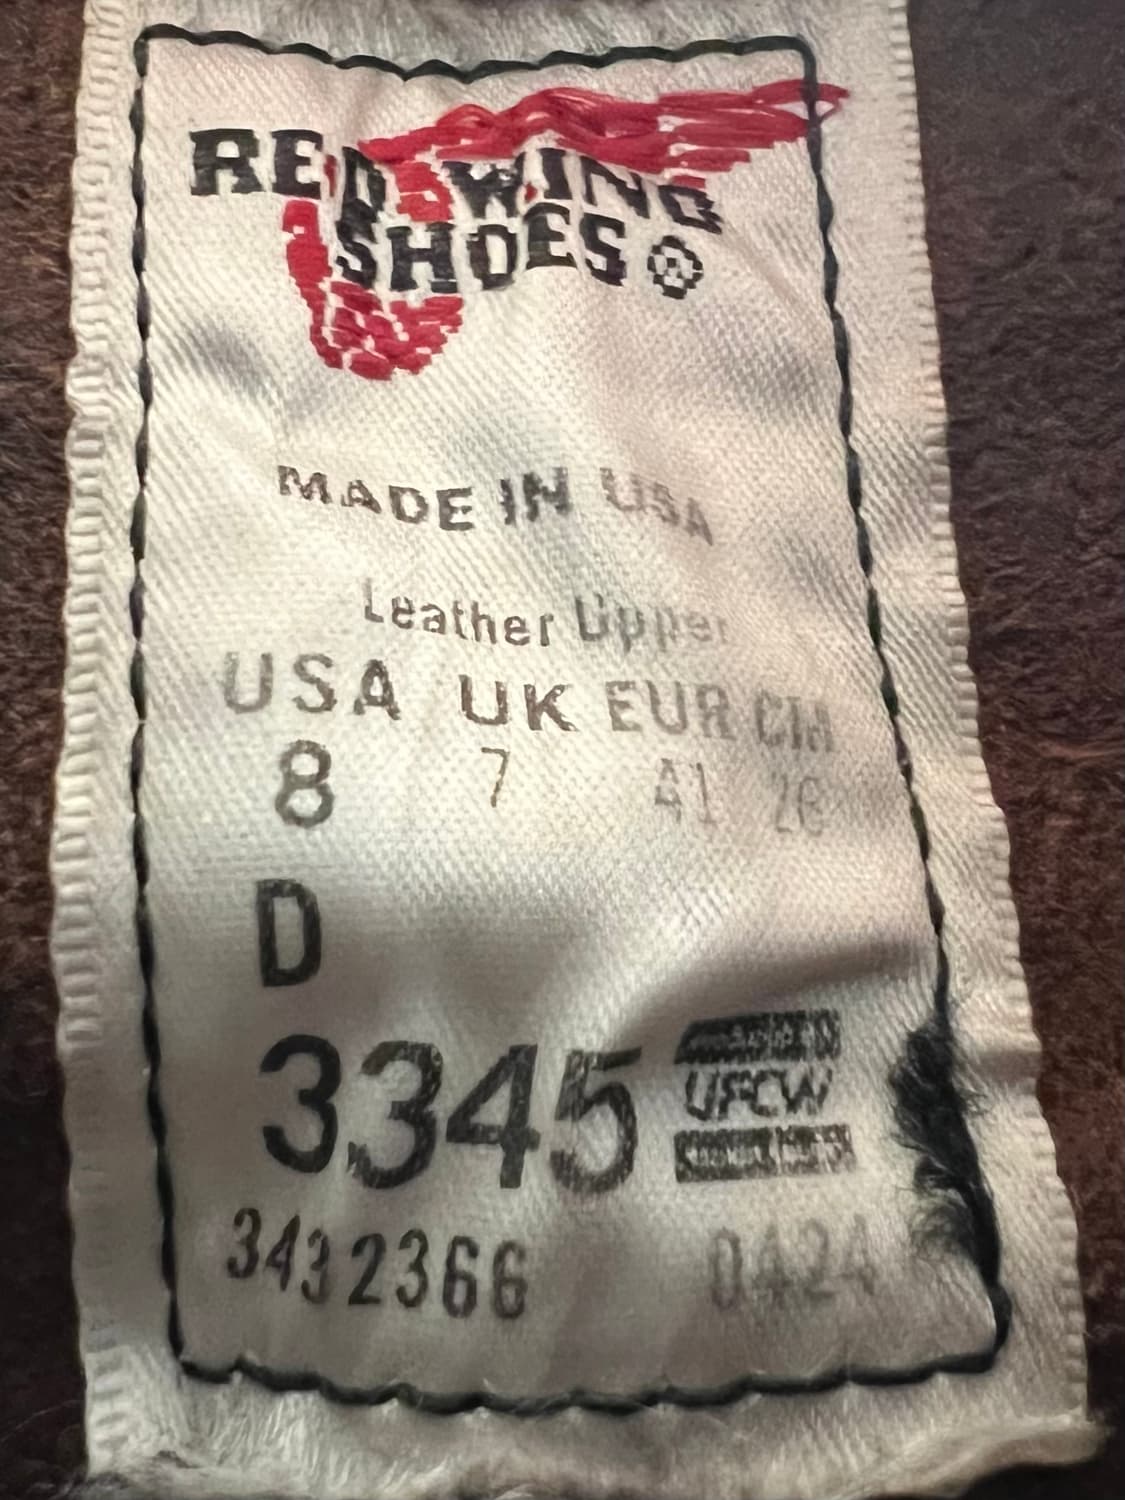 RED WING
SHOES ®
MADE IN USA
Leather Upper
USA UK EUR CM
8 7 41 26
D
3345 UFCW
3432366 0424